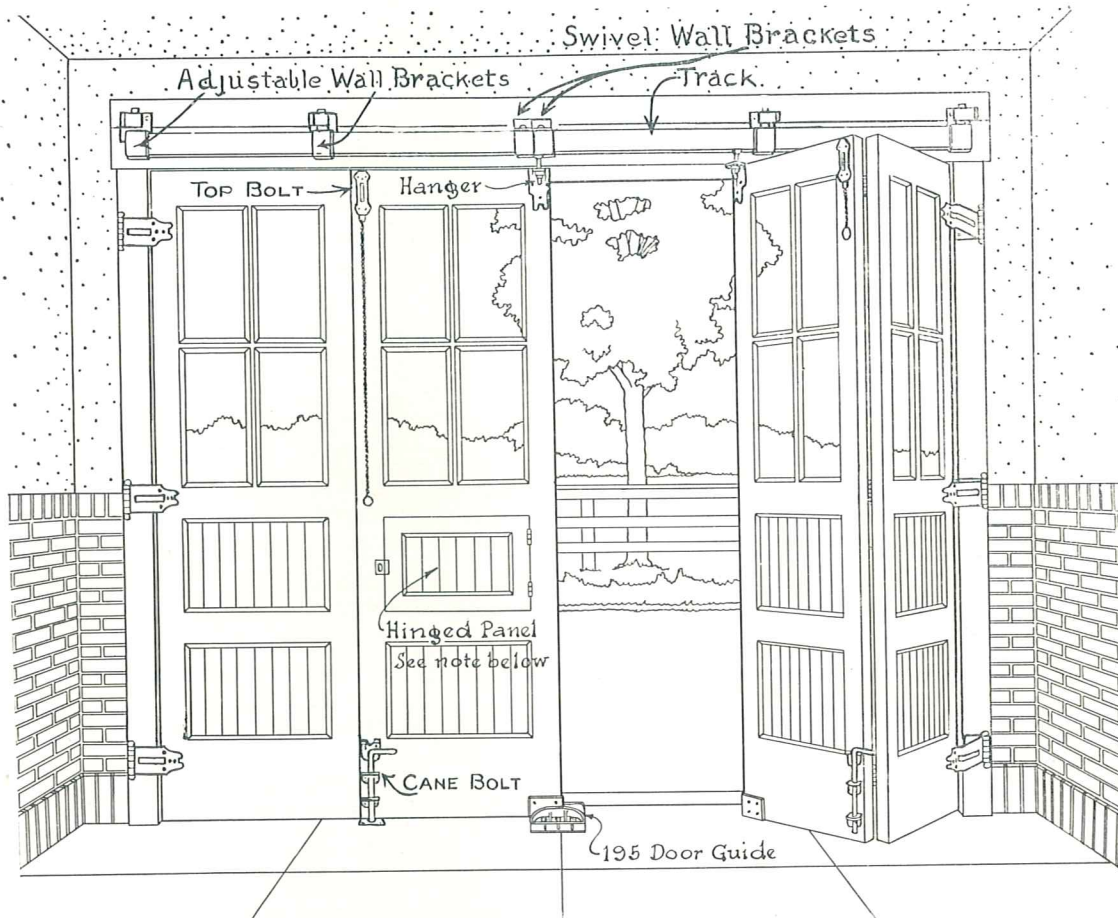 Swivel Wall Brackets
Adjustable Wall Brackets
Track
TOP BOLT
Hanger
Hinged Panel
See note below
CANE BOLT
195 Door Guide